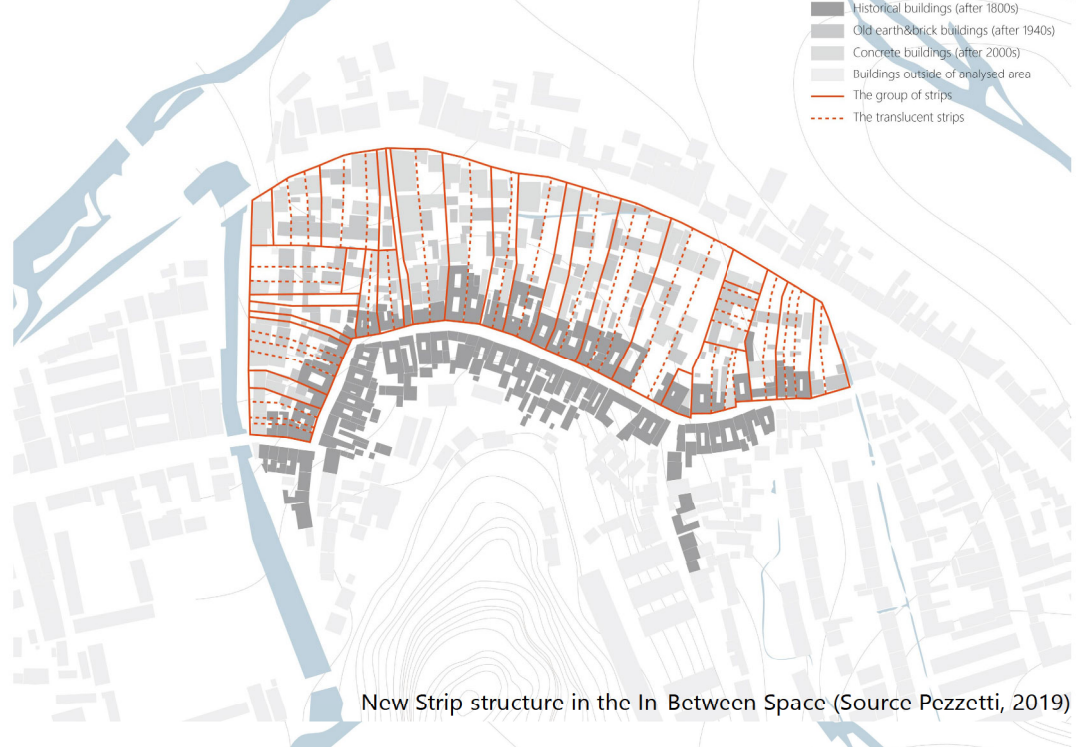 Historical buildings (after 1800s)
Old earth&brick buildings (after 1940s)
Concrete buildings (after 2000s)
Buildings outside of analysed area
The group of strips
The translucent strips
New Strip structure in the In Between Space (Source Pezzetti, 2019)